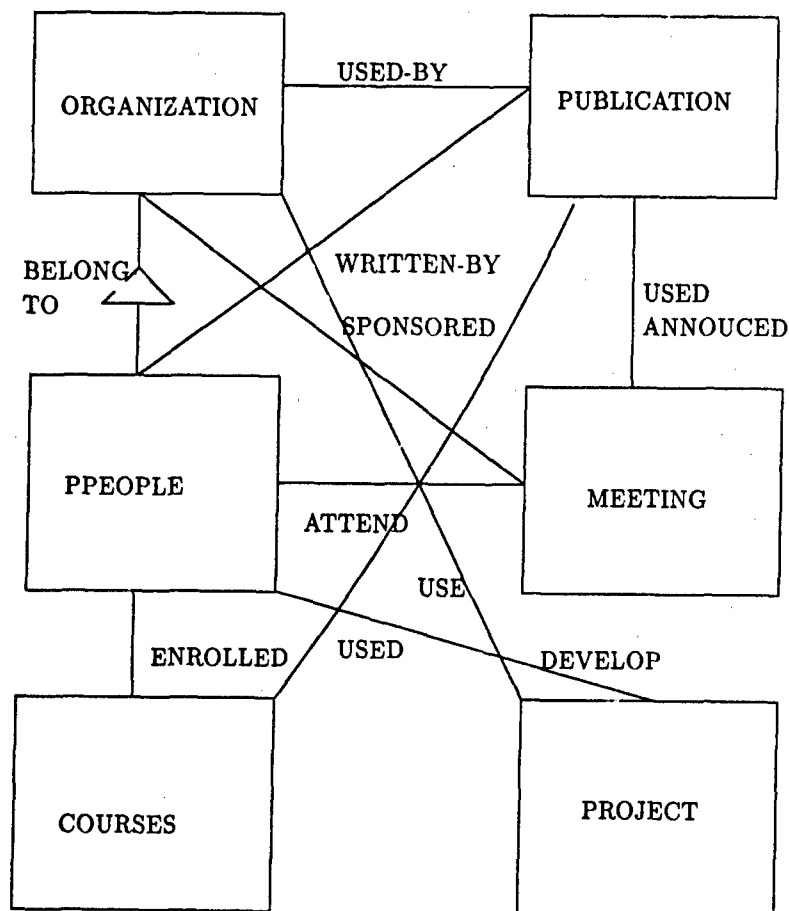 USED-BY
ORGANIZATION
PUBLICATION
BELONG
TO
WRITTEN-BY
SPONSORED
USED
ANNOUCED
PPEOPLE
MEETING
ATTEND
USE
ENROLLED
USED
DEVELOP
COURSES
PROJECT